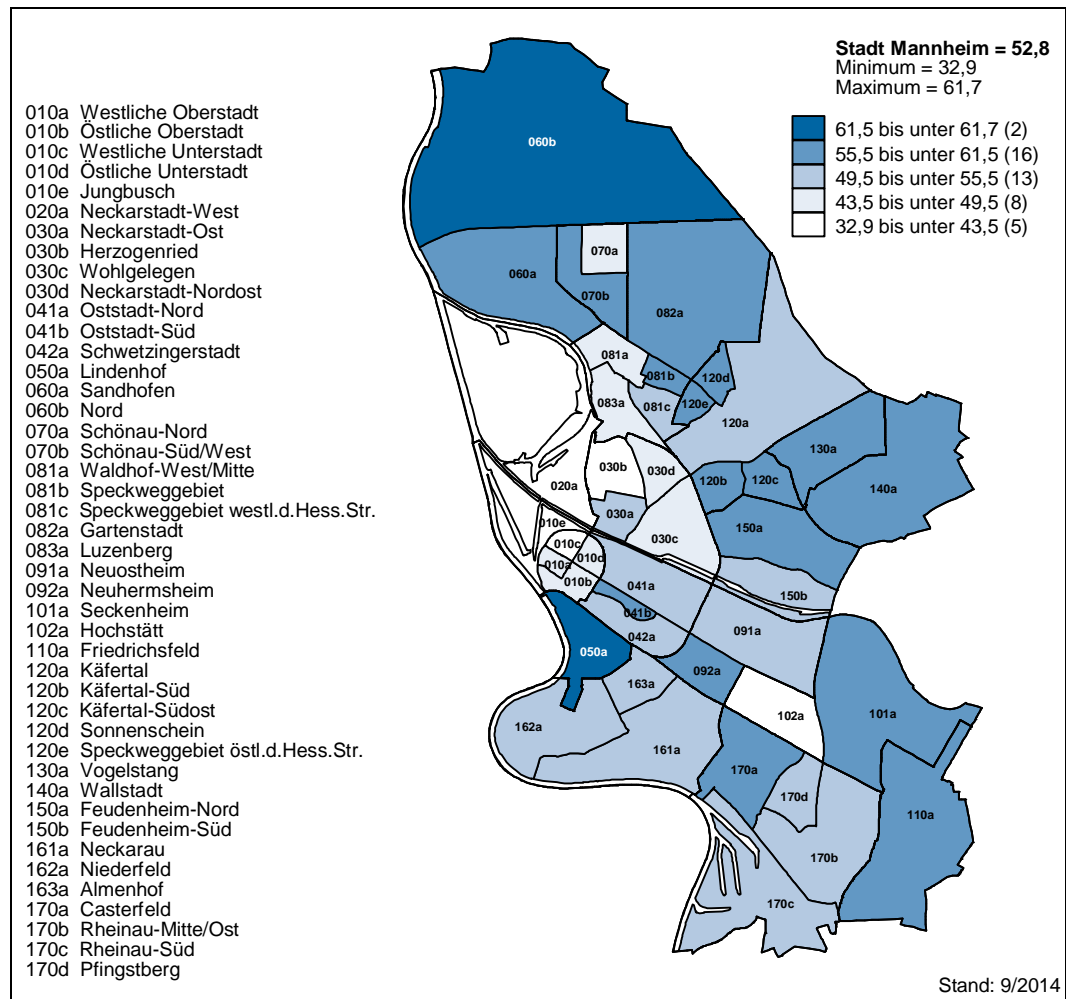 Stadt Mannheim = 52,8
Minimum = 32,9
Maximum = 61,7
61,5 bis unter 61,7 (2)
55,5 bis unter 61,5 (16)
49,5 bis unter 55,5 (13)
43,5 bis unter 49,5 (8)
32,9 bis unter 43,5 (5)
010a Westliche Oberstadt
010b Östliche Oberstadt
010c Westliche Unterstadt
010d Östliche Unterstadt
010e Jungbusch
020a Neckarstadt-West
030a Neckarstadt-Ost
030b Herzogenried
030c Wohlgelegen
030d Neckarstadt-Nordost
041a Oststadt-Nord
041b Oststadt-Süd
042a Schwetzingerstadt
050a Lindenhof
060a Sandhofen
060b Nord
070a Schönau-Nord
070b Schönau-Süd/West
081a Waldhof-West/Mitte
081b Speckweggebiet
081c Speckweggebiet westl.d.Hess.Str.
082a Gartenstadt
083a Luzenberg
091a Neuostheim
092a Neuhermsheim
101a Seckenheim
102a Hochstätt
110a Friedrichsfeld
120a Käfertal
120b Käfertal-Süd
120c Käfertal-Südost
120d Sonnenschein
120e Speckweggebiet östl.d.Hess.Str.
130a Vogelstang
140a Wallstadt
150a Feudenheim-Nord
150b Feudenheim-Süd
161a Neckarau
162a Niederfeld
163a Almenhof
170a Casterfeld
170b Rheinau-Mitte/Ost
170c Rheinau-Süd
170d Pfingstberg
060b
070a
060a
070b
082a
081a
081b
120d
083a
081c
120e
120a
130a
030b
030d
120b
120c
020a
140a
030a
010e
150a
010c
030c
010d
010a
010b
041a
150b
041b
042a
091a
050a
092a
163a
102a
101a
162a
161a
170a
170d
110a
170b
170c
Stand: 9/2014